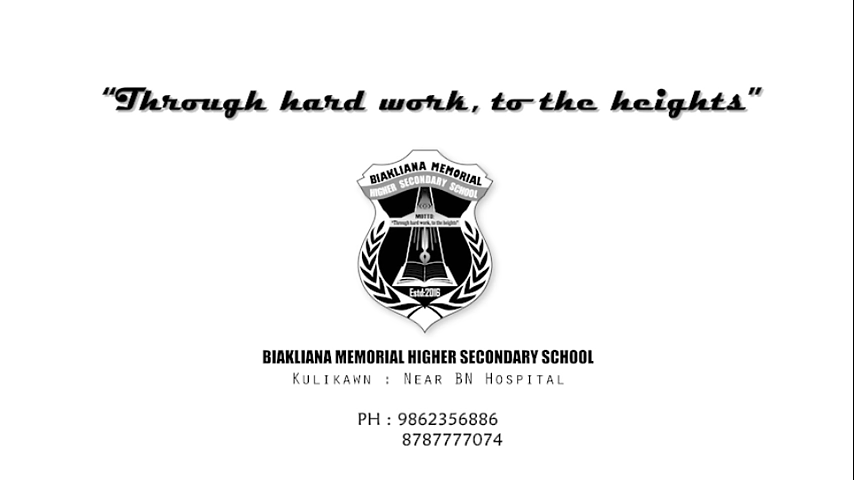 “Through hard work, to the heights”
BIAKLIANA MEMORIAL
HIGHER SECONDARY SCHOOL
MOTTO:
"Through hard work, to the heights"
Estd:2016
BIAKLIANA MEMORIAL HIGHER SECONDARY SCHOOL
KULIKAWN : NEAR BN HOSPITAL
PH : 9862356886
8787777074